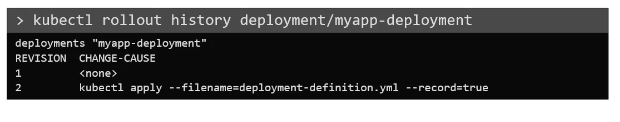 > kubectl rollout history deployment/myapp-deployment
deployments "myapp-deployment"
REVISION CHANGE-CAUSE
1 <none>
2 kubectl apply --filename=deployment-definition.yml --record=true